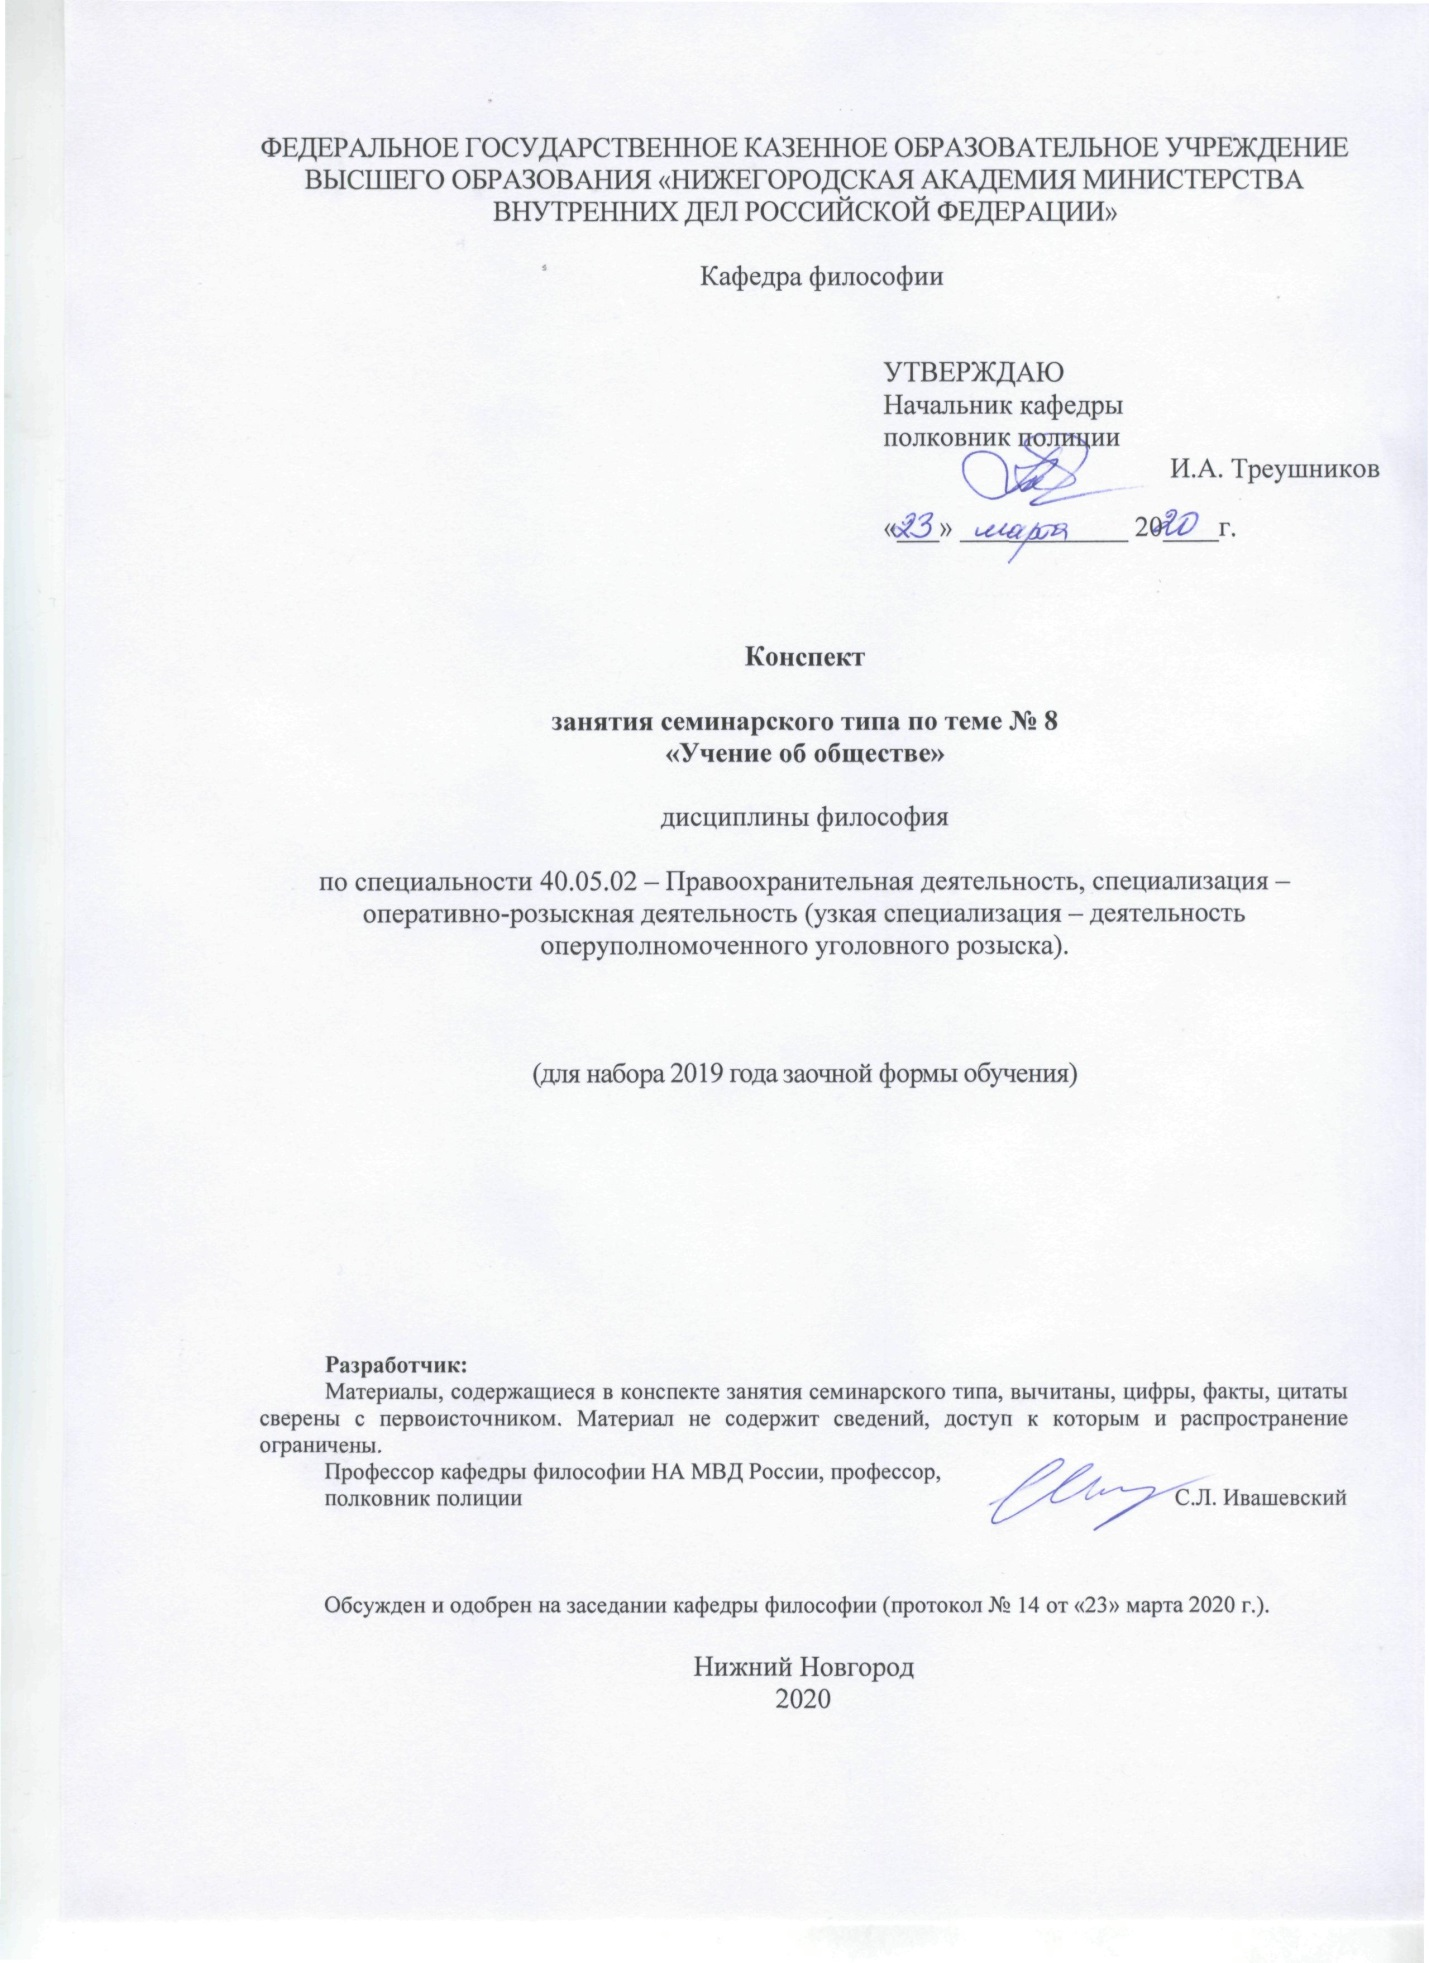 ФЕДЕРАЛЬНОЕ ГОСУДАРСТВЕННОЕ КАЗЕННОЕ ОБРАЗОВАТЕЛЬНОЕ УЧРЕЖДЕНИЕ
ВЫСШЕГО ОБРАЗОВАНИЯ «НИЖЕГОРОДСКАЯ АКАДЕМИЯ МИНИСТЕРСТВА
ВНУТРЕННИХ ДЕЛ РОССИЙСКОЙ ФЕДЕРАЦИИ»
Кафедра философии
УТВЕРЖДАЮ
Начальник кафедры
полковник полиции
И.А. Треушников
«23» марта 2020 г.
Конспект
занятия семинарского типа по теме № 8
«Учение об обществе»
дисциплины философия
по специальности 40.05.02 – Правоохранительная деятельность, специализация –
оперативно-розыскная деятельность (узкая специализация – деятельность
оперуполномоченного уголовного розыска).
(для набора 2019 года заочной формы обучения)
Разработчик:
Материалы, содержащиеся в конспекте занятия семинарского типа, вычитаны, цифры, факты, цитаты
сверены с первоисточником. Материал не содержит сведений, доступ к которым и распространение
ограничены.
Профессор кафедры философии НА МВД России, профессор,
полковник полиции С.Л. Ивашевский
Обсужден и одобрен на заседании кафедры философии (протокол № 14 от «23» марта 2020 г.).
Нижний Новгород
2020